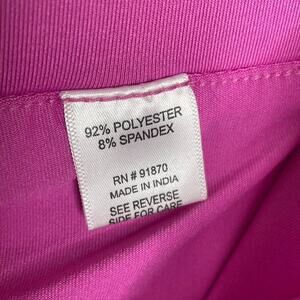 92% POLYESTER
8% SPANDEX
RN # 91870
MADE IN INDIA
SEE REVERSE
SIDE FOR CARE